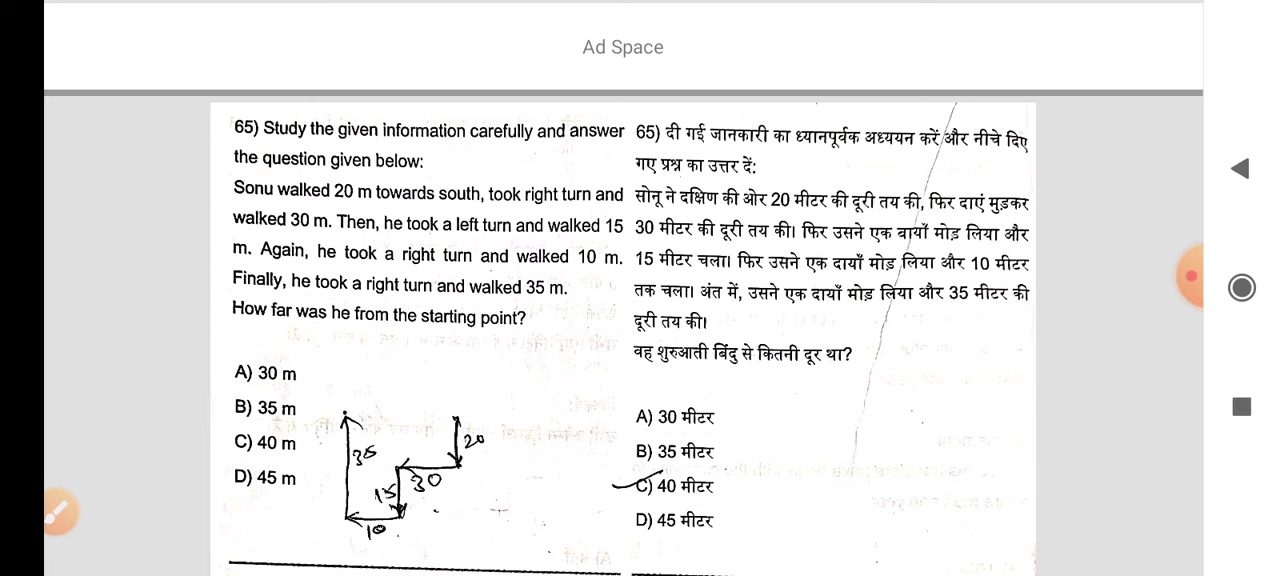 Ad Space
65) Study the given information carefully and answer
the question given below:
Sonu walked 20 m towards south, took right turn and
walked 30 m. Then, he took a left turn and walked 15
m. Again, he took a right turn and walked 10 m.
Finally, he took a right turn and walked 35 m.
How far was he from the starting point?
A) 30 m
B) 35 m
C) 40 m
D) 45 m
20
35
30
15
10
65) दी गई जानकारी का ध्यानपूर्वक अध्ययन करें और नीचे दिए
गए प्रश्न का उत्तर दें:
सोनू ने दक्षिण की ओर 20 मीटर की दूरी तय की, फिर दाएं मुड़कर
30 मीटर की दूरी तय की। फिर उसने एक बायाँ मोड़ लिया और
15 मीटर चला। फिर उसने एक दायाँ मोड़ लिया और 10 मीटर
तक चला। अंत में, उसने एक दायाँ मोड़ लिया और 35 मीटर की
दूरी तय की।
वह शुरुआती बिंदु से कितनी दूर था?
A) 30 मीटर
B) 35 मीटर
C) 40 मीटर
D) 45 मीटर